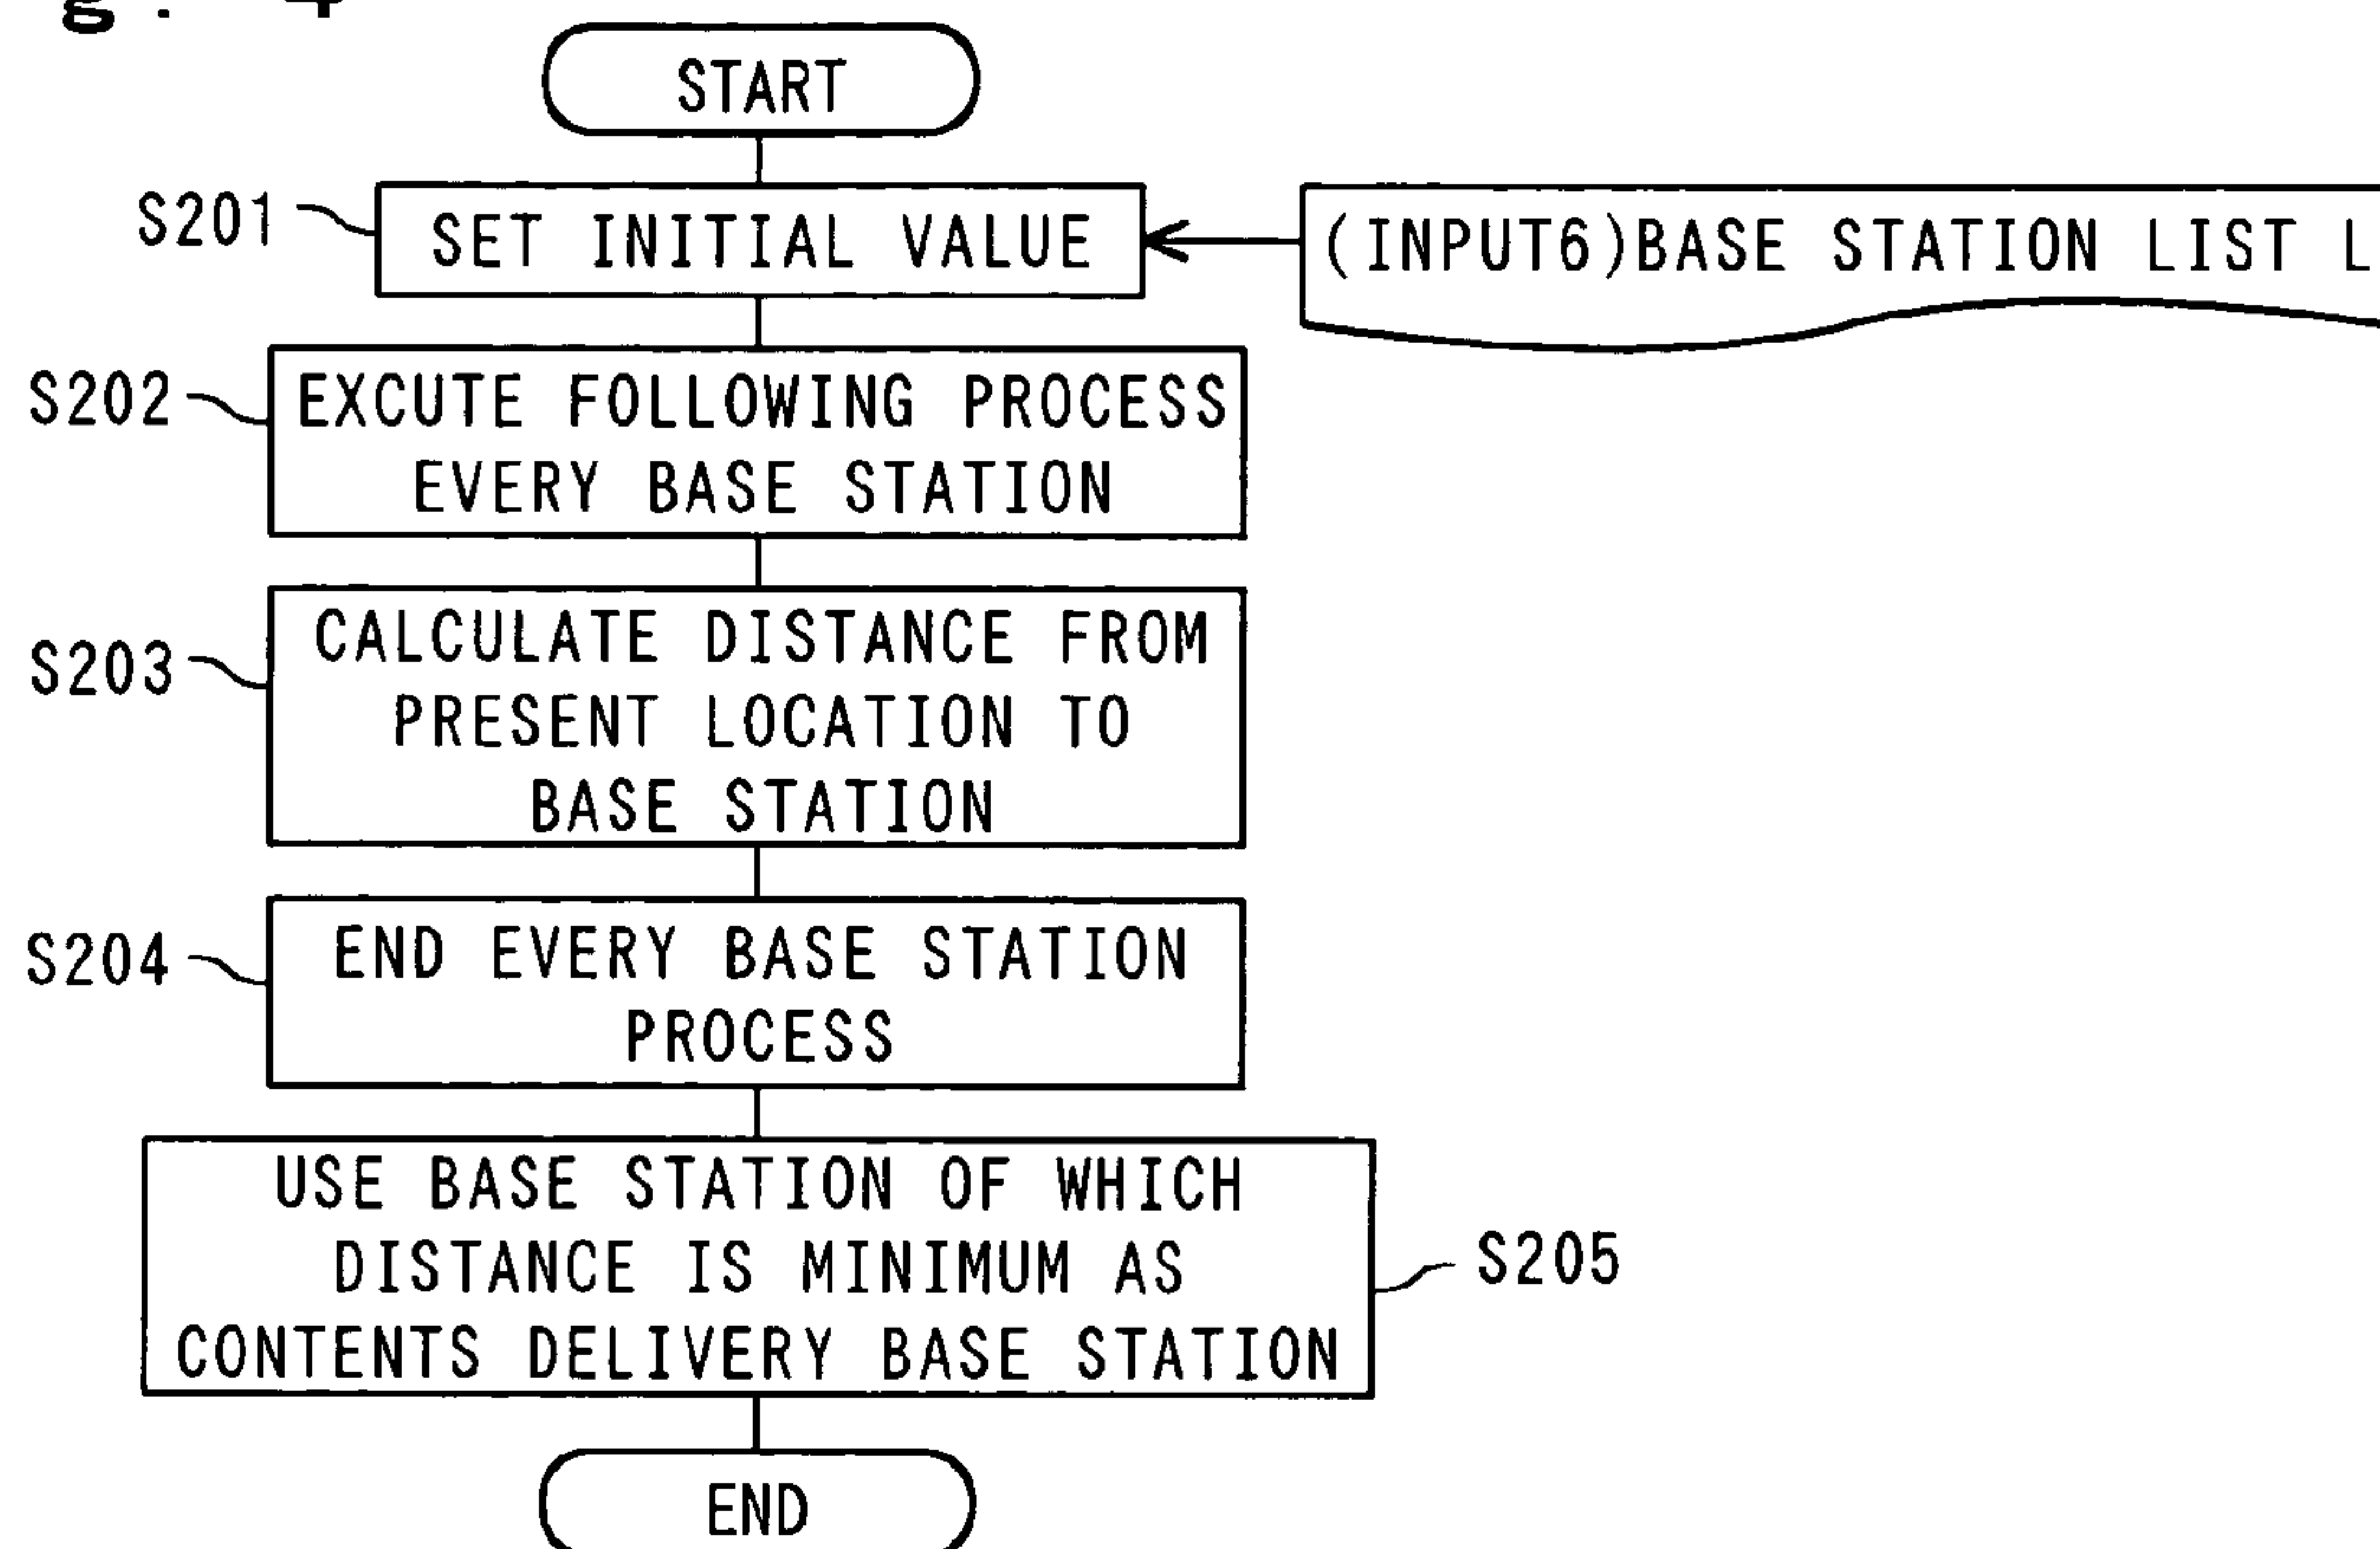 g. 4
START
S201
SET INITIAL VALUE
(INPUT6)BASE STATION LIST L
S202
EXCUTE FOLLOWING PROCESS
EVERY BASE STATION
S203
CALCULATE DISTANCE FROM
PRESENT LOCATION TO
BASE STATION
S204
END EVERY BASE STATION
PROCESS
USE BASE STATION OF WHICH
DISTANCE IS MINIMUM AS
CONTENTS DELIVERY BASE STATION
S205
END